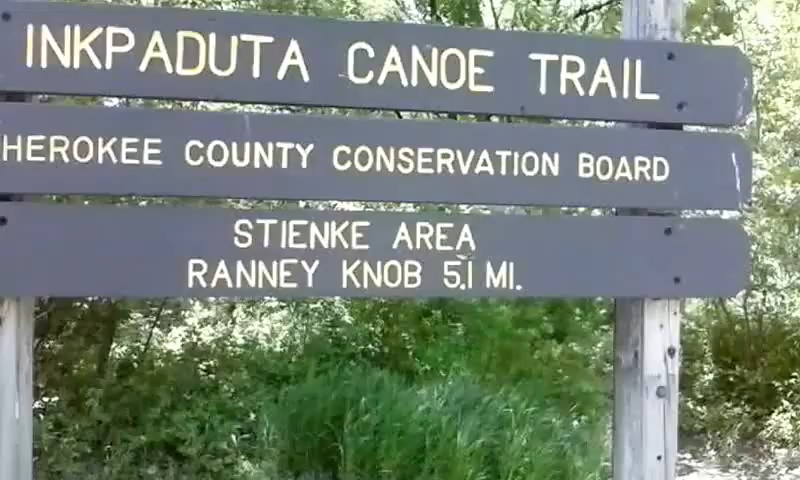 INKPADUTA CANOE TRAIL
HEROKEE COUNTY CONSERVATION BOARD
STIENKE AREA
RANNEY KNOB 5.1 MI.